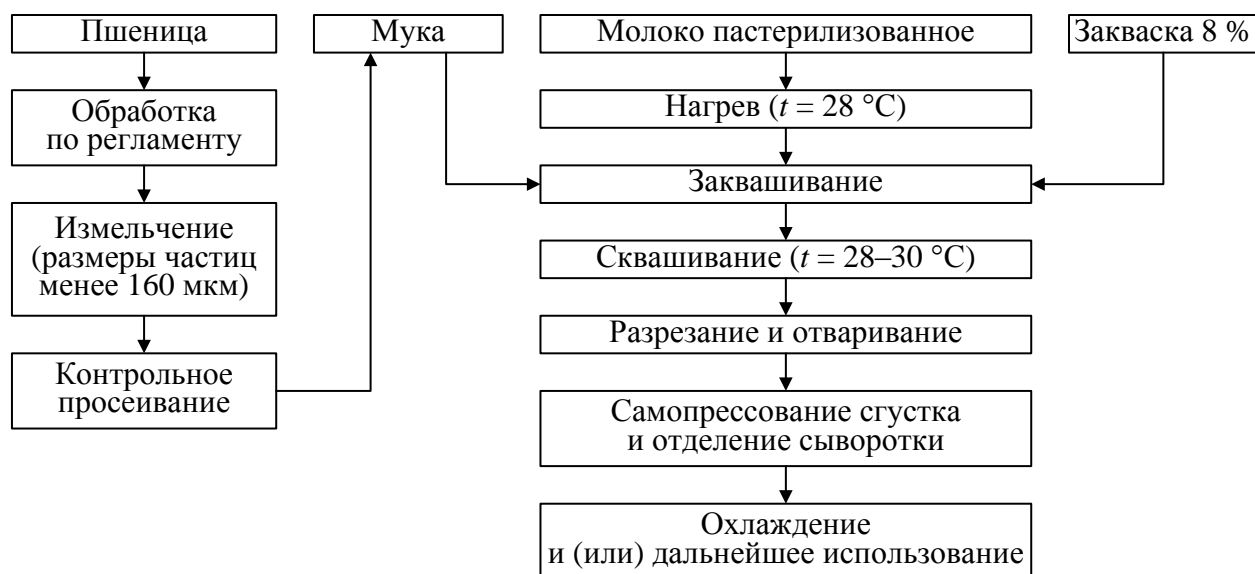 Пшеница
Обработка
по регламенту
Измельчение
(размеры частиц
менее 160 мкм)
Контрольное
просеивание
Мука
Молоко пастерилизованное
Нагрев (t = 28 °C)
Заквашивание
Сквашивание (t = 28–30 °C)
Разрезание и отваривание
Самопрессование сгустка
и отделение сыворотки
Охлаждение
и (или) дальнейшее использование
Закваска 8 %